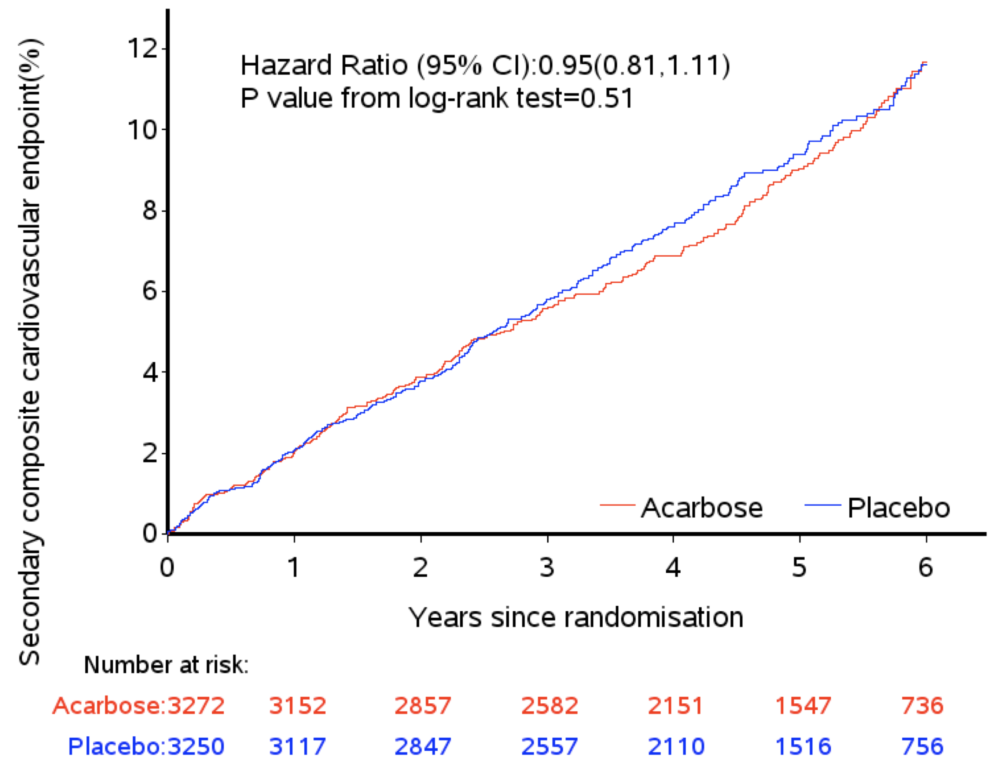 Secondary composite cardiovascular endpoint(%)
12
10
8
6
4
2
0
Hazard Ratio (95% CI):0.95(0.81,1.11)
P value from log-rank test=0.51
Acarbose Placebo
0 1 2 3 4 5 6
Years since randomisation
Number at risk:
Acarbose:3272 3152 2857 2582 2151 1547 736
Placebo:3250 3117 2847 2557 2110 1516 756